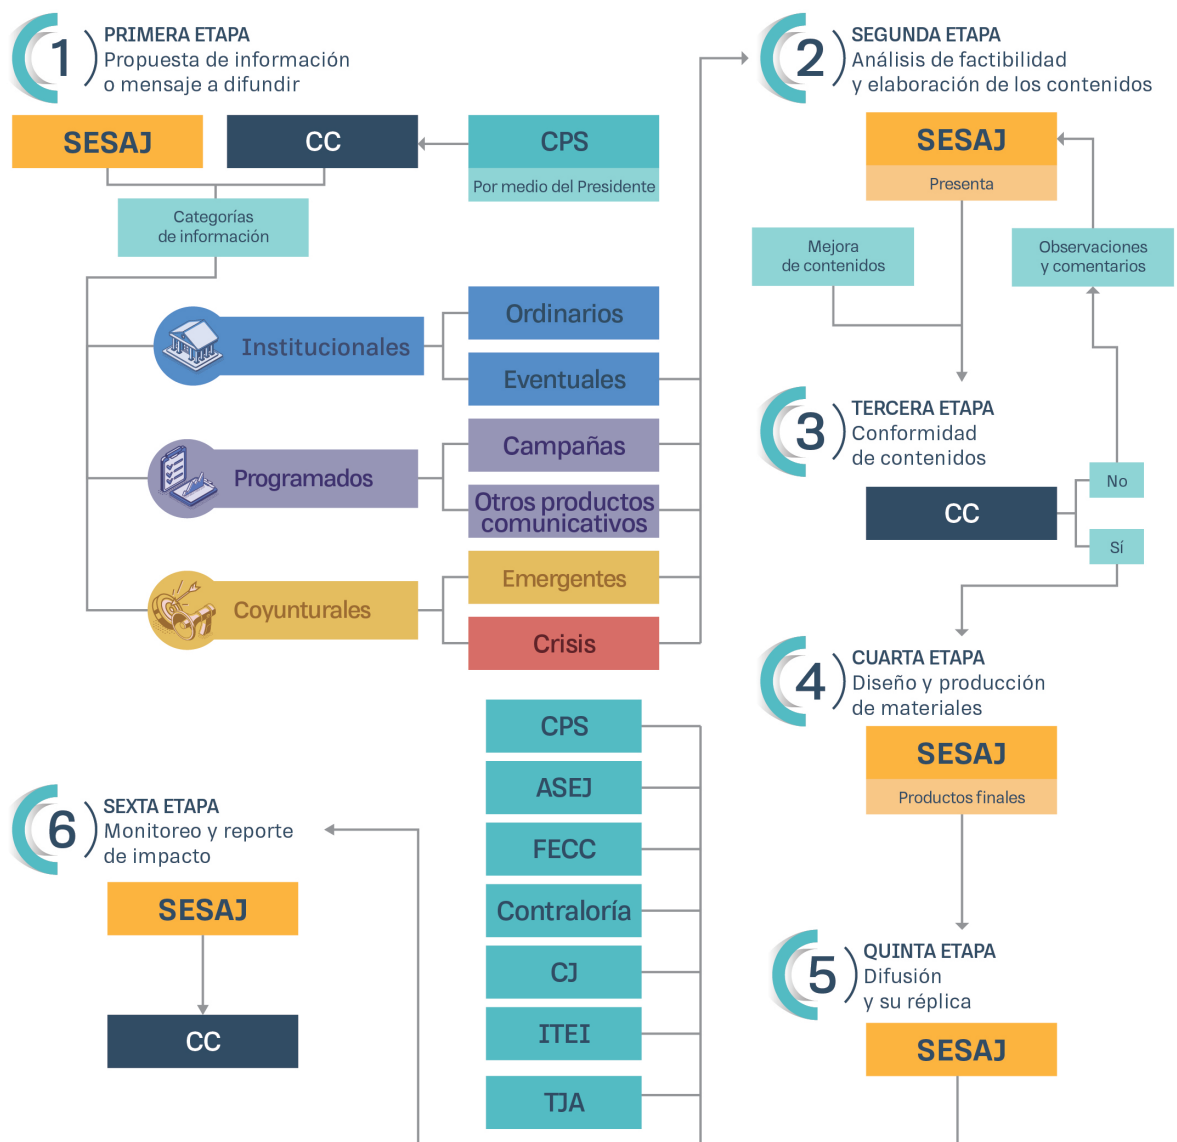 1
PRIMERA ETAPA
Propuesta de información
o mensaje a difundir
SESAJ
CC
CPS
Por medio del Presidente
Categorías
de información
Institucionales
Ordinarios
Eventuales
Programados
Campañas
Otros productos
comunicativos
Coyunturales
Emergentes
Crisis
2
SEGUNDA ETAPA
Análisis de factibilidad
y elaboración de los contenidos
SESAJ
Presenta
Mejora
de contenidos
Observaciones
y comentarios
3
TERCERA ETAPA
Conformidad
de contenidos
CC
No
Sí
4
CUARTA ETAPA
Diseño y producción
de materiales
SESAJ
Productos finales
5
QUINTA ETAPA
Difusión
y su réplica
SESAJ
CPS
ASEJ
FECC
Contraloría
CJ
ITEI
TJA
6
SEXTA ETAPA
Monitoreo y reporte
de impacto
SESAJ
CC